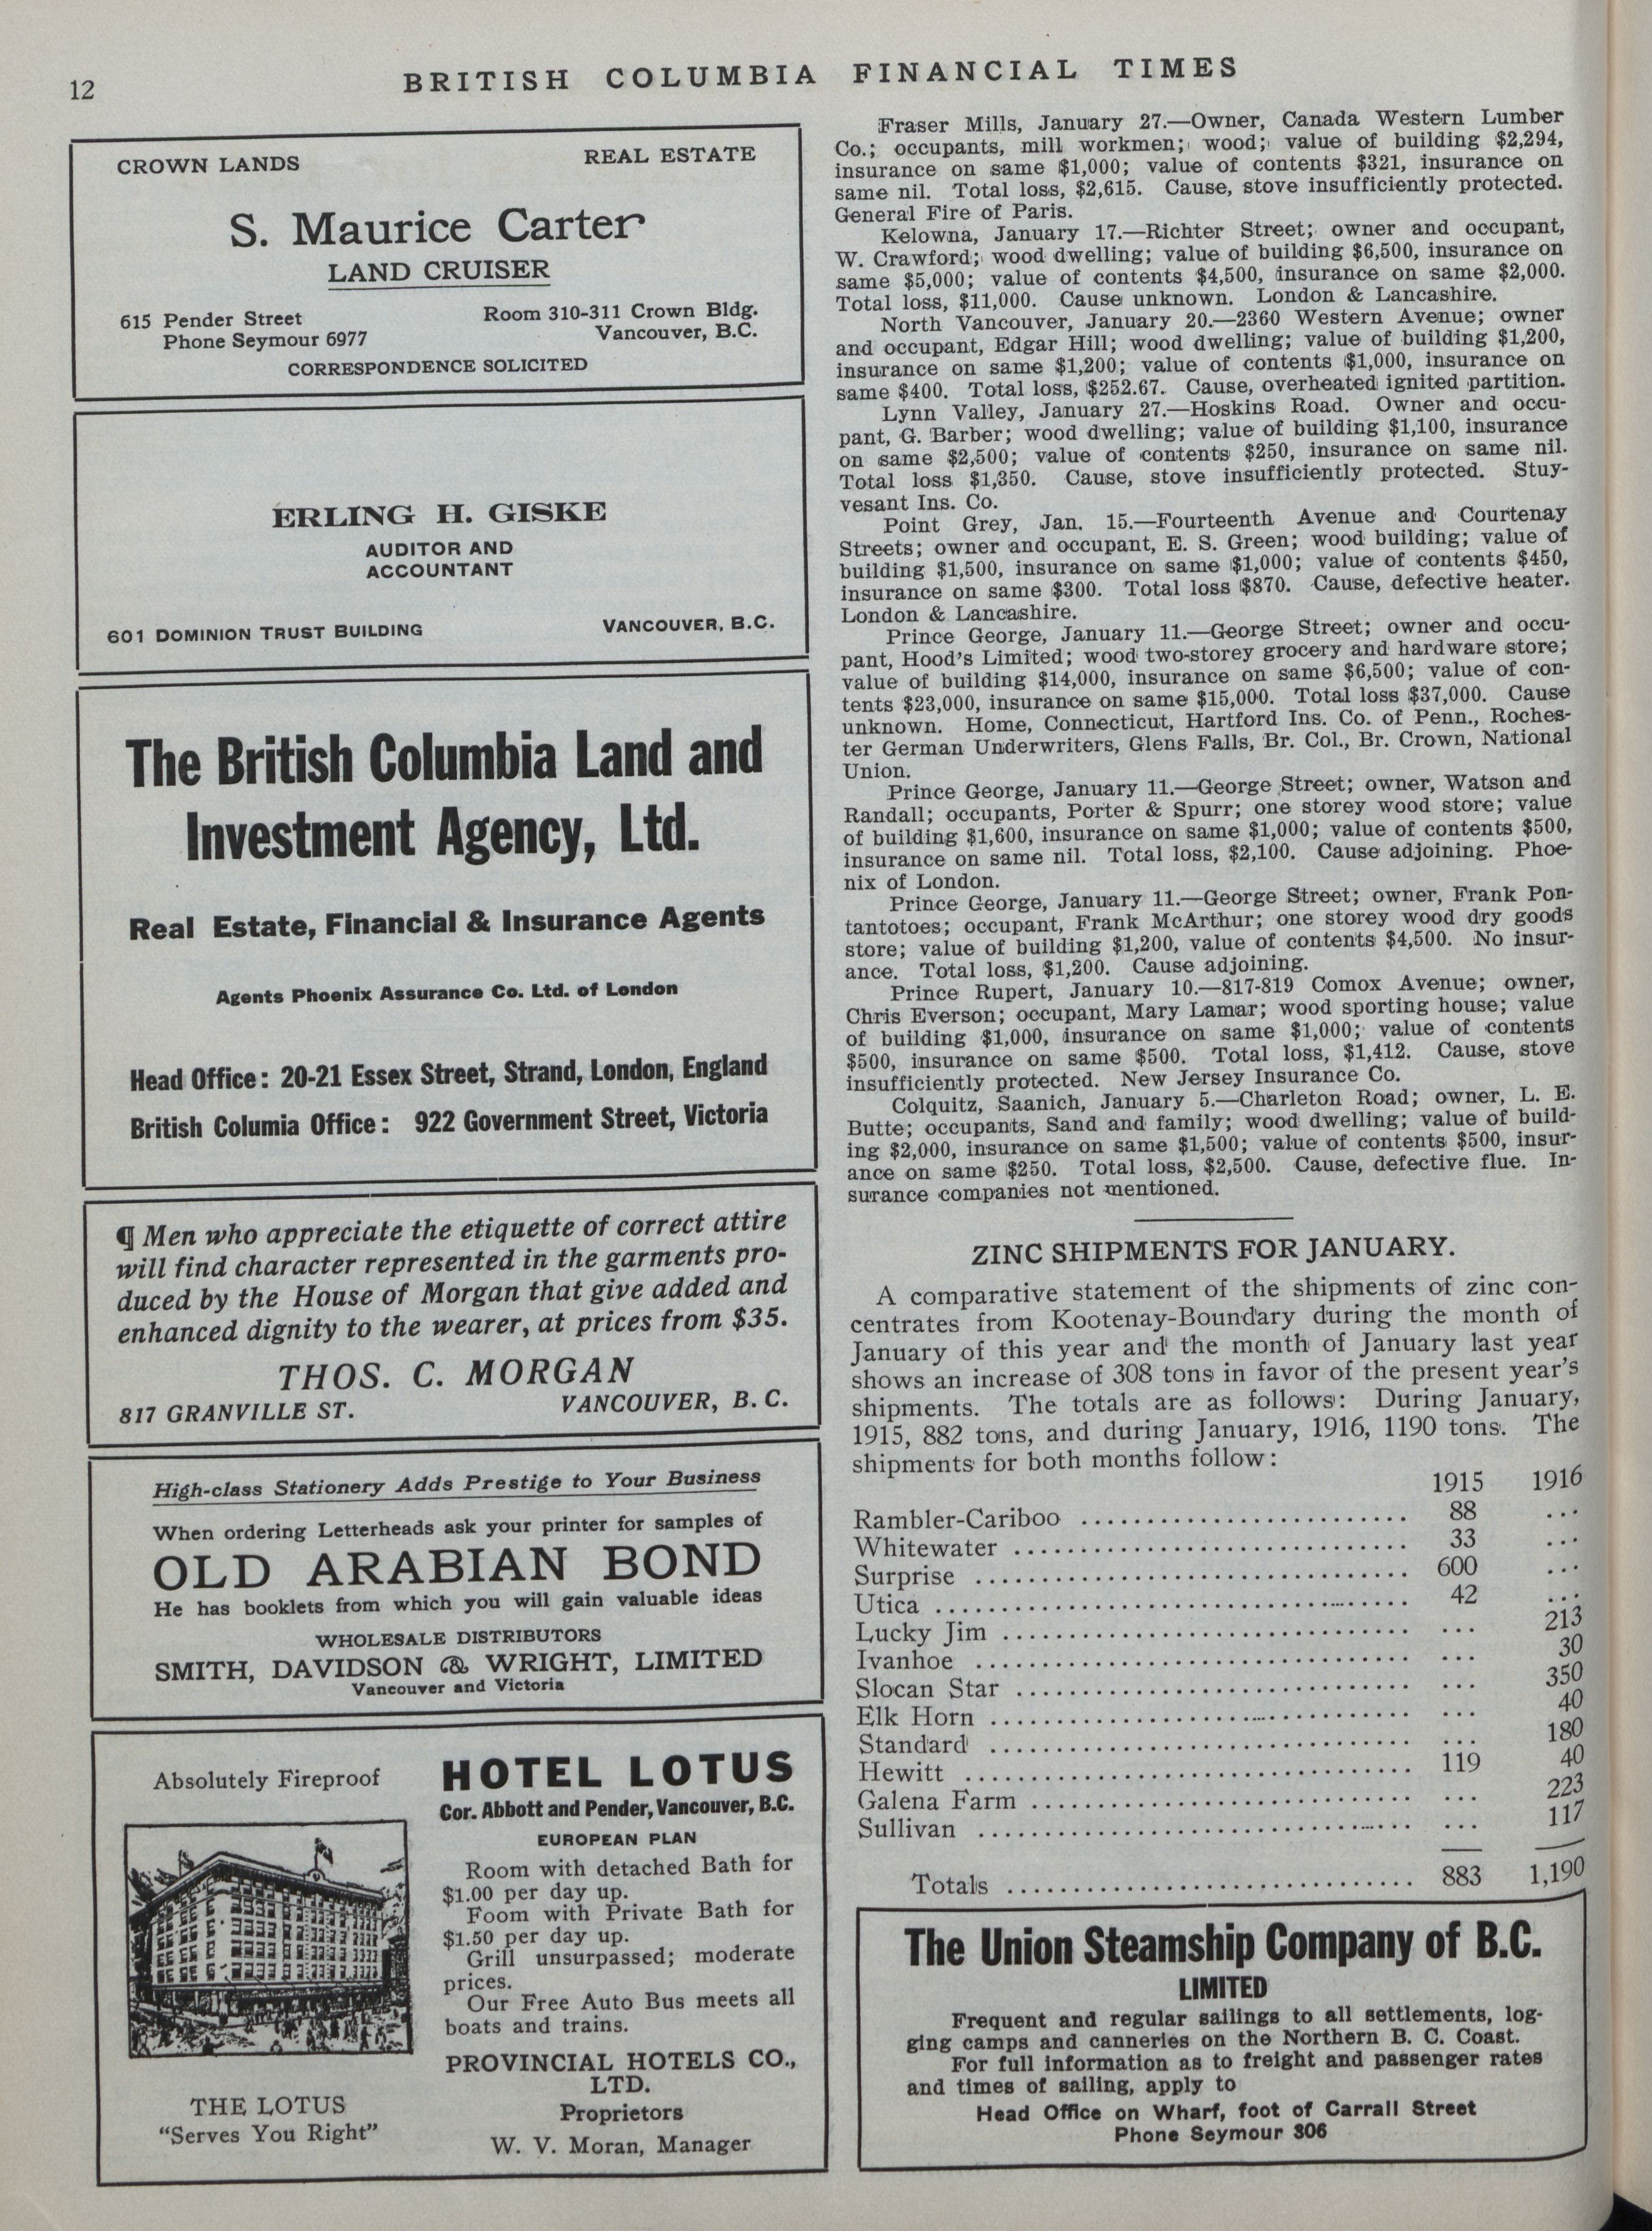 12
BRITISH COLUMBIA FINANCIAL TIMES
CROWN LANDS
REAL ESTATE
S. Maurice Carter
LAND CRUISER
615 Pender Street
Phone Seymour 6977
Room 310-311 Crown Bldg.
Vancouver, B.C.
CORRESPONDENCE SOLICITED
ERLING H. GISKE
AUDITOR AND
ACCOUNTANT
601 DOMINION TRUST BUILDING
VANCOUVER, B.C.
The British Columbia Land and
Investment Agency, Ltd.
Real Estate, Financial & Insurance Agents
Agents Phoenix Assurance Co. Ltd. of London
Head Office: 20-21 Essex Street, Strand, London, England
British Columia Office: 922 Government Street, Victoria
¶ Men who appreciate the etiquette of correct attire
will find character represented in the garments pro-
duced by the House of Morgan that give added and
enhanced dignity to the wearer, at prices from $35.
THOS. C. MORGAN
817 GRANVILLE ST.
VANCOUVER, B. C.
High-class Stationery Adds Prestige to Your Business
When ordering Letterheads ask your printer for samples of
OLD ARABIAN BOND
He has booklets from which you will gain valuable ideas
WHOLESALE DISTRIBUTORS
SMITH, DAVIDSON & WRIGHT, LIMITED
Vancouver and Victoria
Absolutely Fireproof
THE LOTUS
"Serves You Right"
HOTEL LOTUS
Cor. Abbott and Pender, Vancouver, B.C.
EUROPEAN PLAN
Room with detached Bath for
$1.00 per day up.
Foom with Private Bath for
$1.50 per day up.
Grill unsurpassed; moderate
prices.
Our Free Auto Bus meets all
boats and trains.
PROVINCIAL HOTELS CO.,
LTD.
Proprietors
W. V. Moran, Manager
Fraser Mills, January 27.—Owner, Canada Western Lumber
Co.; occupants, mill workmen; wood; value of building $2,294,
insurance on same $1,000; value of contents $321, insurance on
same nil. Total loss, $2,615. Cause, stove insufficiently protected.
General Fire of Paris.
Kelowna, January 17.—Richter Street; owner and occupant,
W. Crawford; wood dwelling; value of building $6,500, insurance on
same $5,000; value of contents $4,500, insurance on same $2,000.
Total loss, $11,000. Cause unknown. London & Lancashire.
North Vancouver, January 20.—2360 Western Avenue; owner
and occupant, Edgar Hill; wood dwelling; value of building $1,200,
insurance on same $1,200; value of contents $1,000, insurance on
same $400. Total loss, $252.67. Cause, overheated ignited partition.
Lynn Valley, January 27.—Hoskins Road. Owner and occu-
pant, G. Barber; wood dwelling; value of building $1,100, insurance
on same $2,500; value of contents $250, insurance on same nil.
Total loss $1,350. Cause, stove insufficiently protected. Stuy-
vesant Ins. Co.
Point Grey, Jan. 15.—Fourteenth Avenue and Courtenay
Streets; owner and occupant, E. S. Green; wood building; value of
building $1,500, insurance on same $1,000; value of contents $450,
insurance on same $300. Total loss $870. Cause, defective heater.
London & Lancashire.
Prince George, January 11.—George Street; owner and occu-
pant, Hood's Limited; wood two-storey grocery and hardware store;
value of building $14,000, insurance on same $6,500; value of con-
tents $23,000, insurance on same $15,000. Total loss $37,000. Cause
unknown. Home, Connecticut, Hartford Ins. Co. of Penn., Roches-
ter German Underwriters, Glens Falls, Br. Col., Br. Crown, National
Union.
Prince George, January 11.—George Street; owner, Watson and
Randall; occupants, Porter & Spurr; one storey wood store; value
of building $1,600, insurance on same $1,000; value of contents $500,
insurance on same nil. Total loss, $2,100. Cause adjoining. Phoe-
nix of London.
Prince George, January 11.—George Street; owner, Frank Pon-
tantotoes; occupant, Frank McArthur; one storey wood dry goods
store; value of building $1,200, value of contents $4,500. No insur-
ance. Total loss, $1,200. Cause adjoining.
Prince Rupert, January 10.—817-819 Comox Avenue; owner,
Chris Everson; occupant, Mary Lamar; wood sporting house; value
of building $1,000, insurance on same $1,000; value of contents
$500, insurance on same $500. Total loss, $1,412. Cause, stove
insufficiently protected. New Jersey Insurance Co.
Colquitz, Saanich, January 5.—Charleton Road; owner, L. E.
Butte; occupants, Sand and family; wood dwelling; value of build-
ing $2,000, insurance on same $1,500; value of contents $500, insur-
ance on same $250. Total loss, $2,500. Cause, defective flue. In-
surance companies not mentioned.
ZINC SHIPMENTS FOR JANUARY.
A comparative statement of the shipments of zinc con-
centrates from Kootenay-Boundary during the month of
January of this year and the month of January last year
shows an increase of 308 tons in favor of the present year's
shipments. The totals are as follows: During January,
1915, 882 tons, and during January, 1916, 1190 tons. The
shipments for both months follow:
1915 1916
Rambler-Cariboo ........................ 88 ...
Whitewater ............................. 33 ...
Surprise ................................ 600 ...
Utica ................................... 42 ...
Lucky Jim .............................. ... 213
Ivanhoe ................................ ... 30
Slocan Star ............................. ... 350
Elk Horn ............................... ... 40
Standard ............................... ... 180
Hewitt ................................. 119 40
Galena Farm ............................ ... 223
Sullivan ................................ ... 117
Totals .............................. 883 1,190
The Union Steamship Company of B.C.
LIMITED
Frequent and regular sailings to all settlements, log-
ging camps and canneries on the Northern B. C. Coast.
For full information as to freight and passenger rates
and times of sailing, apply to
Head Office on Wharf, foot of Carrall Street
Phone Seymour 306